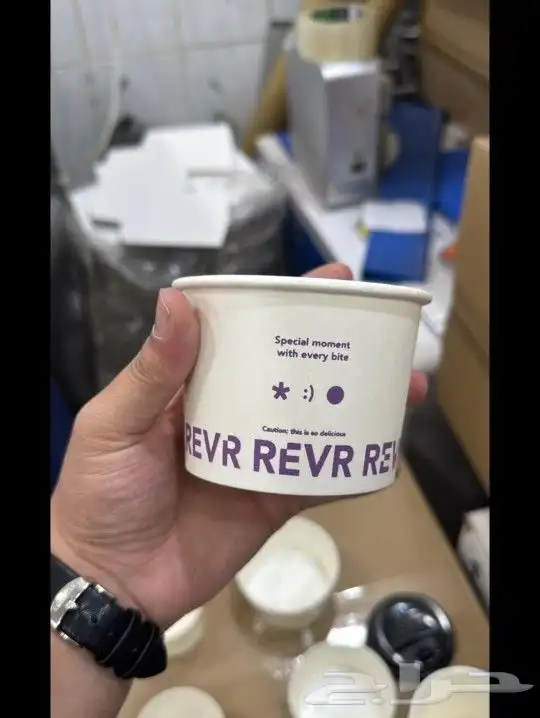 Special moment
with every bite
* :) ●
Caution: this is so delicious
REVR REVR REV
حراج